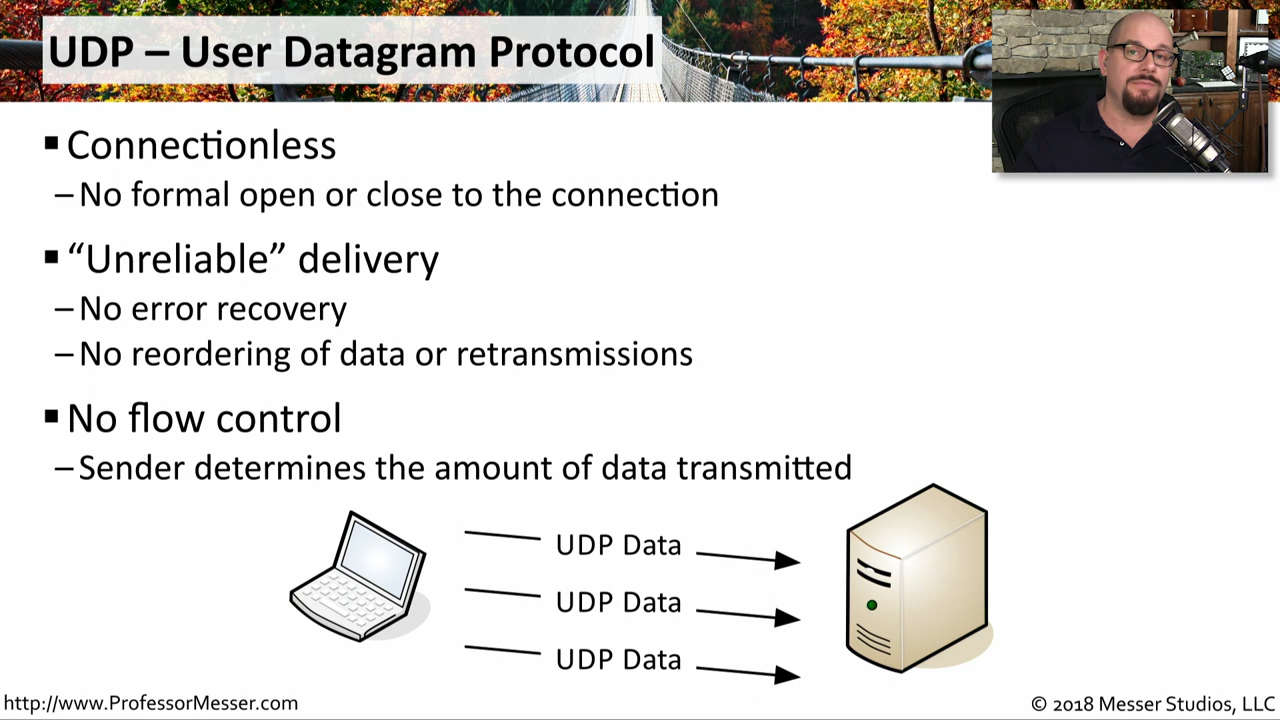 UDP – User Datagram Protocol
▪ Connectionless
– No formal open or close to the connection
▪ “Unreliable” delivery
– No error recovery
– No reordering of data or retransmissions
▪ No flow control
– Sender determines the amount of data transmitted
UDP Data
UDP Data
UDP Data
http://www.ProfessorMesser.com
© 2018 Messer Studios, LLC